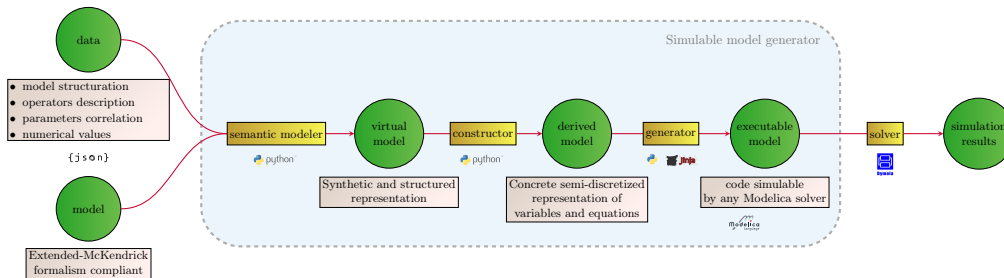 data
● model structuration
● operators description
● parameters correlation
● numerical values
{json}
model
Extended-McKendrick
formalism compliant
Simulable model generator
semantic modeler
python
virtual
model
Synthetic and structured
representation
constructor
python
derived
model
Concrete semi-discretized
representation of
variables and equations
generator
Jinja
executable
model
code simulable
by any Modelica solver
Modelica
Language
solver
Dymola
simulation
results